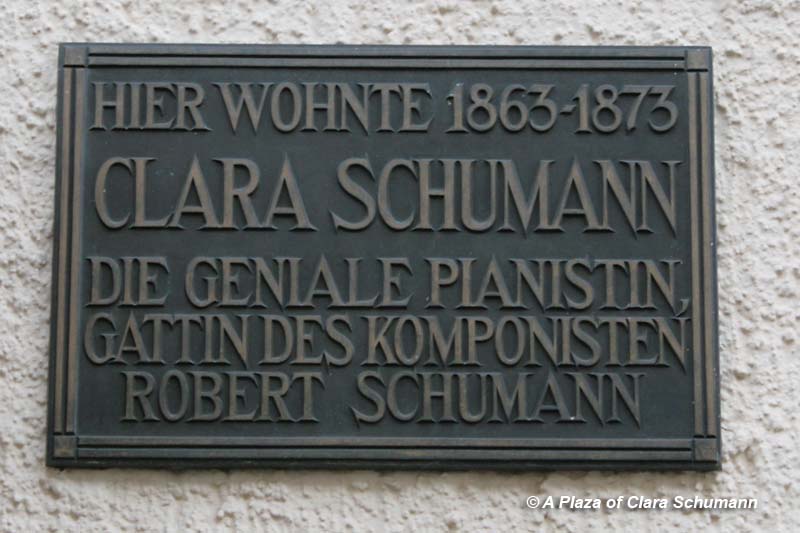 HIER WOHNTE 1863-1873
CLARA SCHUMANN
DIE GENIALE PIANISTIN,
GATTIN DES KOMPONISTEN
ROBERT SCHUMANN
© A Plaza of Clara Schumann